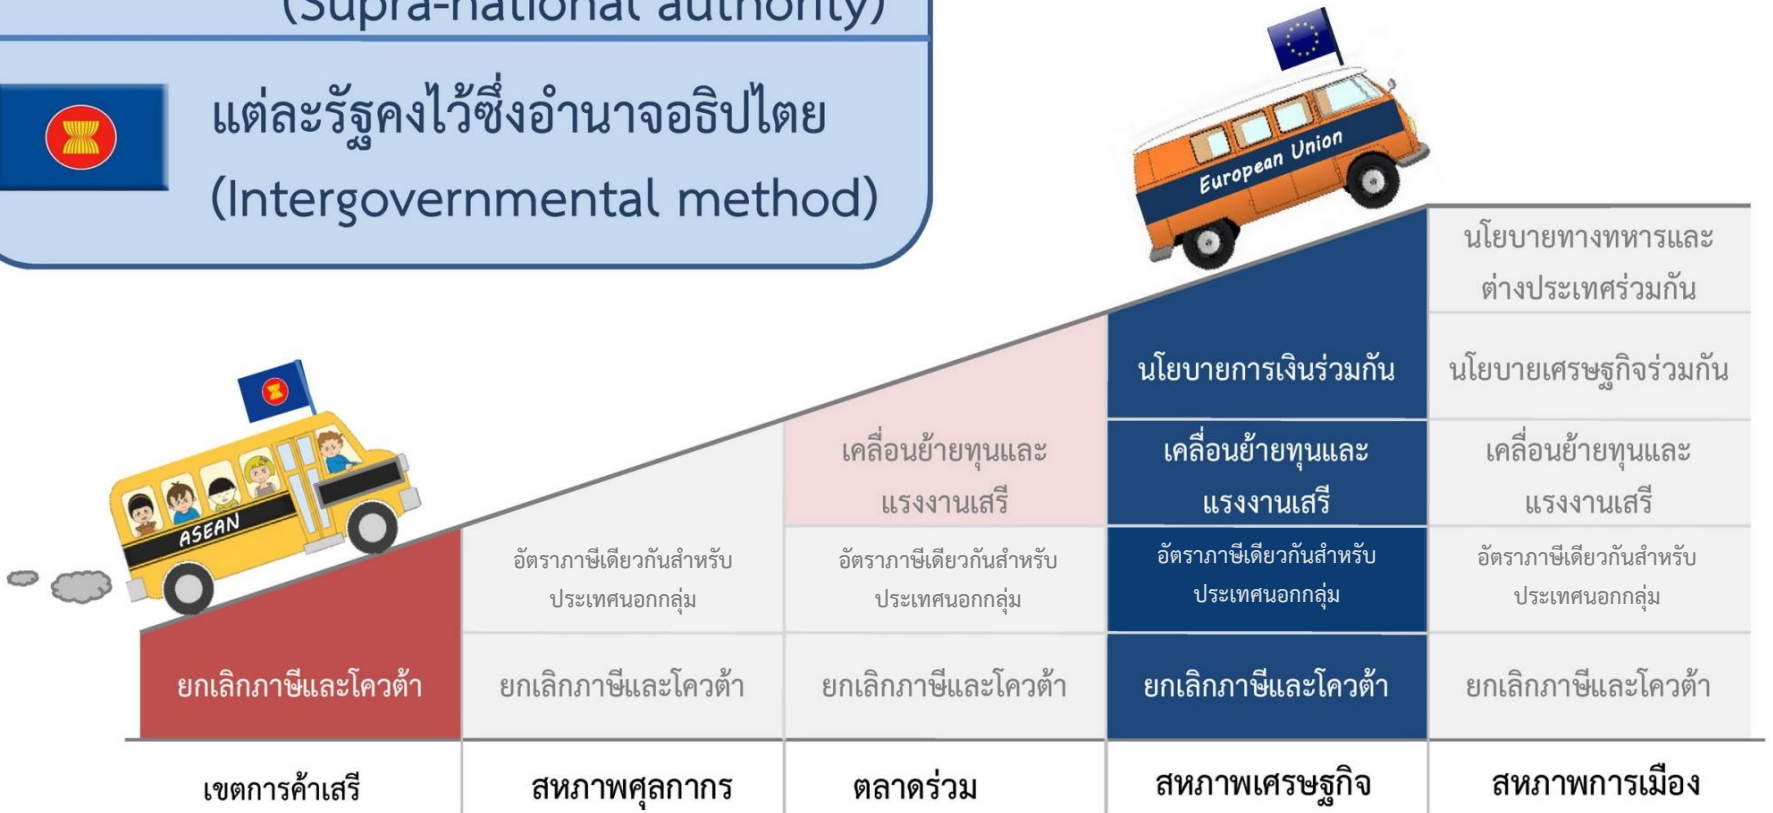 (Supra-national authority)
แต่ละรัฐคงไว้ซึ่งอำนาจอธิปไตย
(Intergovernmental method)
European Union
ASEAN
นโยบายทางทหารและ
ต่างประเทศร่วมกัน
นโยบายการเงินร่วมกัน
นโยบายเศรษฐกิจร่วมกัน
เคลื่อนย้ายทุนและ
แรงงานเสรี
เคลื่อนย้ายทุนและ
แรงงานเสรี
เคลื่อนย้ายทุนและ
แรงงานเสรี
อัตราภาษีเดียวกันสำหรับ
ประเทศนอกกลุ่ม
อัตราภาษีเดียวกันสำหรับ
ประเทศนอกกลุ่ม
อัตราภาษีเดียวกันสำหรับ
ประเทศนอกกลุ่ม
อัตราภาษีเดียวกันสำหรับ
ประเทศนอกกลุ่ม
ยกเลิกภาษีและโควต้า
ยกเลิกภาษีและโควต้า
ยกเลิกภาษีและโควต้า
ยกเลิกภาษีและโควต้า
ยกเลิกภาษีและโควต้า
เขตการค้าเสรี
สหภาพศุลกากร
ตลาดร่วม
สหภาพเศรษฐกิจ
สหภาพการเมือง